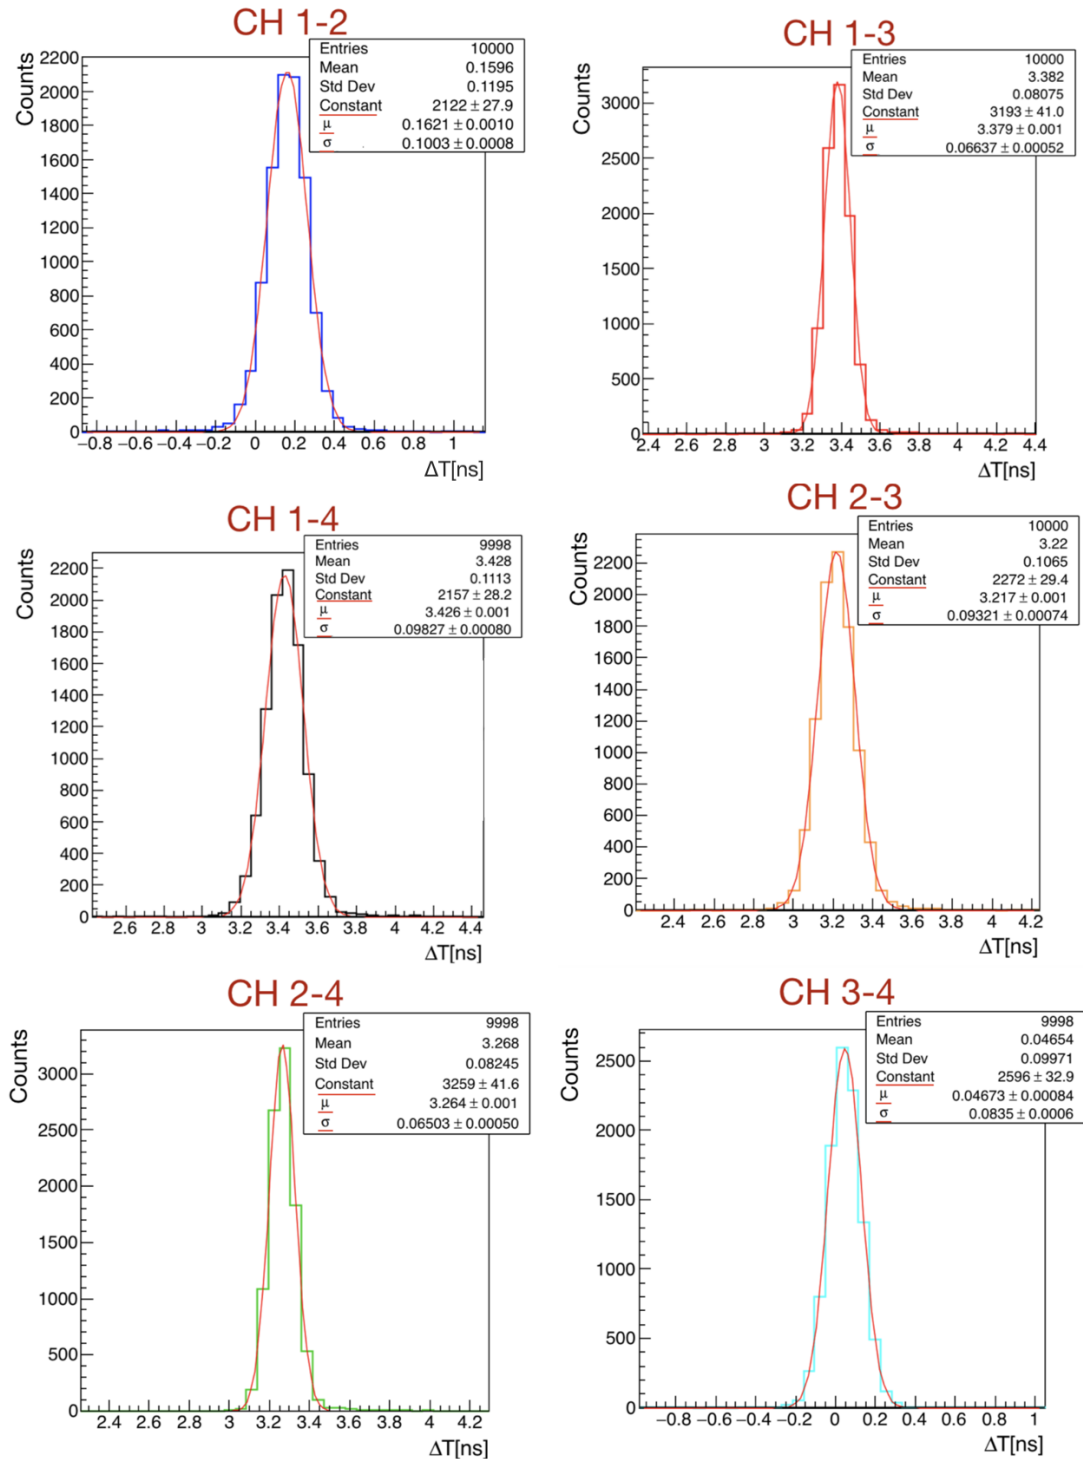 CH 1-2
Counts
2200
2000
1800
1600
1400
1200
1000
800
600
400
200
0
−0.8 −0.6 −0.4 −0.2 0 0.2 0.4 0.6 0.8 1
ΔT[ns]
Entries 10000
Mean 0.1596
Std Dev 0.1195
Constant 2122 ± 27.9
μ 0.1621 ± 0.0010
σ 0.1003 ± 0.0008
CH 1-3
Counts
3000
2500
2000
1500
1000
500
0
2.4 2.6 2.8 3 3.2 3.4 3.6 3.8 4 4.2 4.4
ΔT[ns]
Entries 10000
Mean 3.382
Std Dev 0.08075
Constant 3193 ± 41.0
μ 3.379 ± 0.001
σ 0.06637 ± 0.00052
CH 1-4
Counts
2200
2000
1800
1600
1400
1200
1000
800
600
400
200
0
2.6 2.8 3 3.2 3.4 3.6 3.8 4 4.2 4.4
ΔT[ns]
Entries 9998
Mean 3.428
Std Dev 0.1113
Constant 2157 ± 28.2
μ 3.426 ± 0.001
σ 0.09827 ± 0.00080
CH 2-3
Counts
2200
2000
1800
1600
1400
1200
1000
800
600
400
200
0
2.4 2.6 2.8 3 3.2 3.4 3.6 3.8 4 4.2
ΔT[ns]
Entries 10000
Mean 3.22
Std Dev 0.1065
Constant 2272 ± 29.4
μ 3.217 ± 0.001
σ 0.09321 ± 0.00074
CH 2-4
Counts
3000
2500
2000
1500
1000
500
0
2.4 2.6 2.8 3 3.2 3.4 3.6 3.8 4 4.2
ΔT[ns]
Entries 9998
Mean 3.268
Std Dev 0.08245
Constant 3259 ± 41.6
μ 3.264 ± 0.001
σ 0.06503 ± 0.00050
CH 3-4
Counts
2500
2000
1500
1000
500
0
−0.8 −0.6 −0.4 −0.2 0 0.2 0.4 0.6 0.8 1
ΔT[ns]
Entries 9998
Mean 0.04654
Std Dev 0.09971
Constant 2596 ± 32.9
μ 0.04673 ± 0.00084
σ 0.0835 ± 0.0006